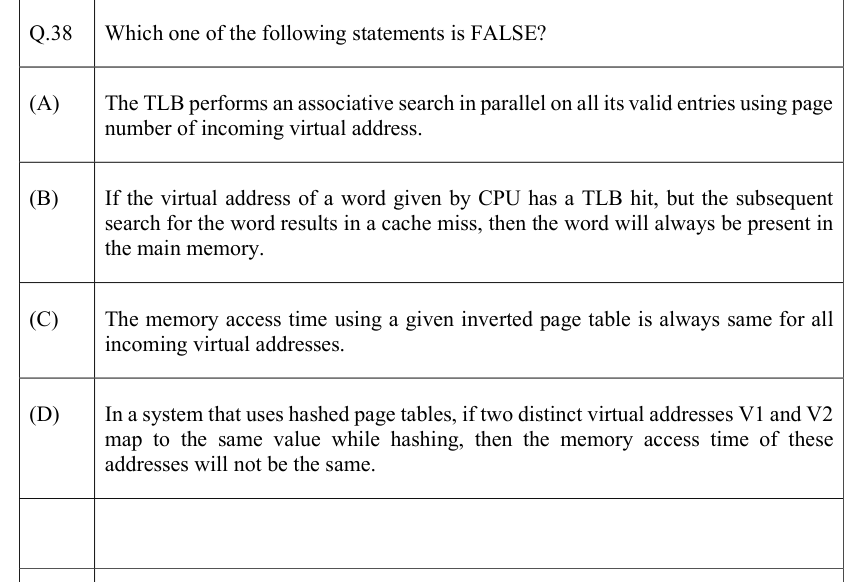 Q.38 Which one of the following statements is FALSE?
(A) The TLB performs an associative search in parallel on all its valid entries using page
number of incoming virtual address.
(B) If the virtual address of a word given by CPU has a TLB hit, but the subsequent
search for the word results in a cache miss, then the word will always be present in
the main memory.
(C) The memory access time using a given inverted page table is always same for all
incoming virtual addresses.
(D) In a system that uses hashed page tables, if two distinct virtual addresses V1 and V2
map to the same value while hashing, then the memory access time of these
addresses will not be the same.